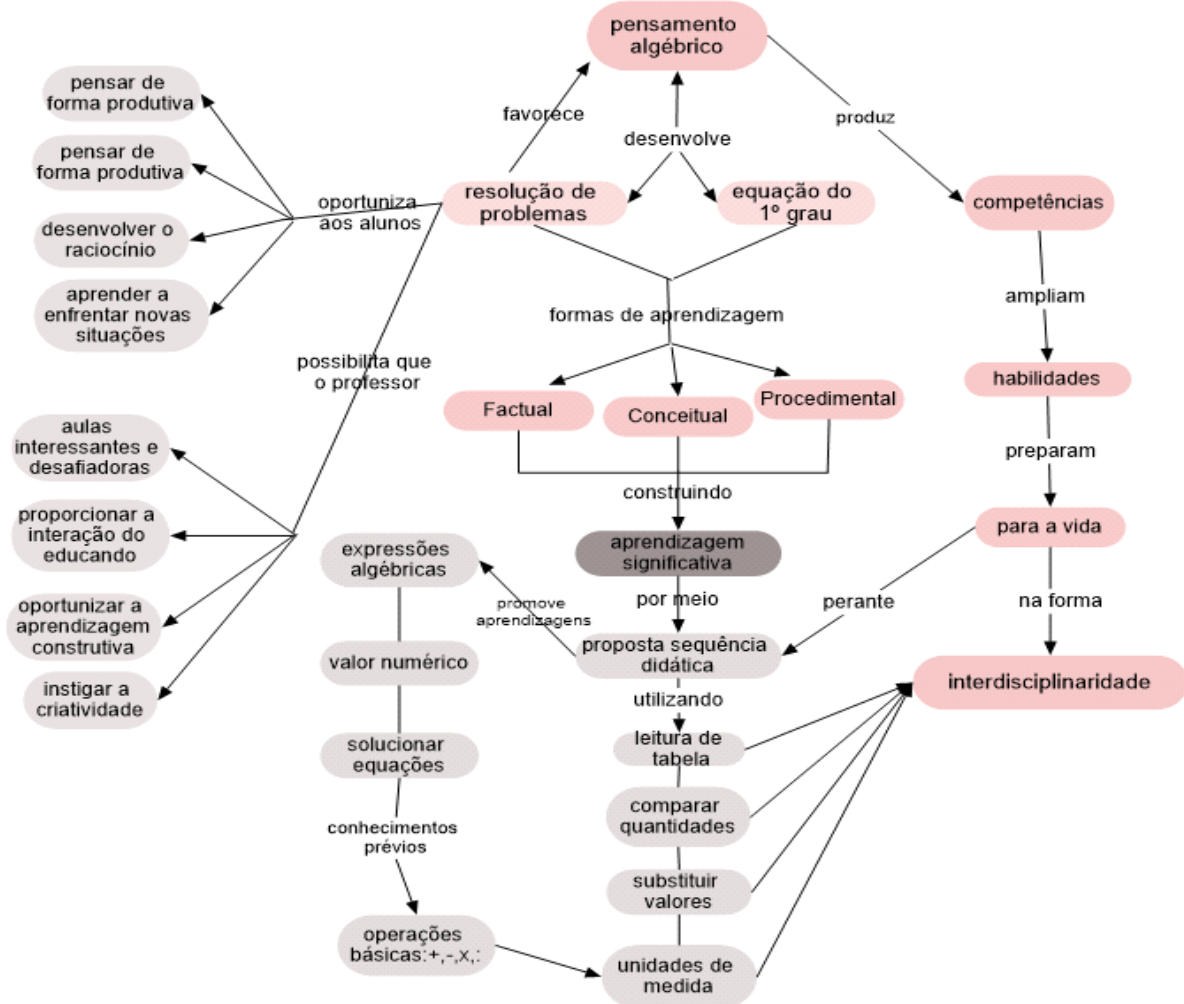 pensamento
algébrico
favorece
desenvolve
produz
pensar de
forma produtiva
pensar de
forma produtiva
desenvolver o
raciocínio
aprender a
enfrentar novas
situações
oportuniza
aos alunos
resolução de
problemas
equação do
1º grau
competências
ampliam
habilidades
preparam
para a vida
na forma
interdisciplinaridade
perante
formas de aprendizagem
Factual
Conceitual
Procedimental
construindo
aprendizagem
significativa
por meio
proposta sequência
didática
utilizando
leitura de
tabela
comparar
quantidades
substituir
valores
unidades de
medida
possibilita que
o professor
aulas
interessantes e
desafiadoras
proporcionar a
interação do
educando
oportunizar a
aprendizagem
construtiva
instigar a
criatividade
promove
aprendizagens
expressões
algébricas
valor numérico
solucionar
equações
conhecimentos
prévios
operações
básicas:+,-,x,: